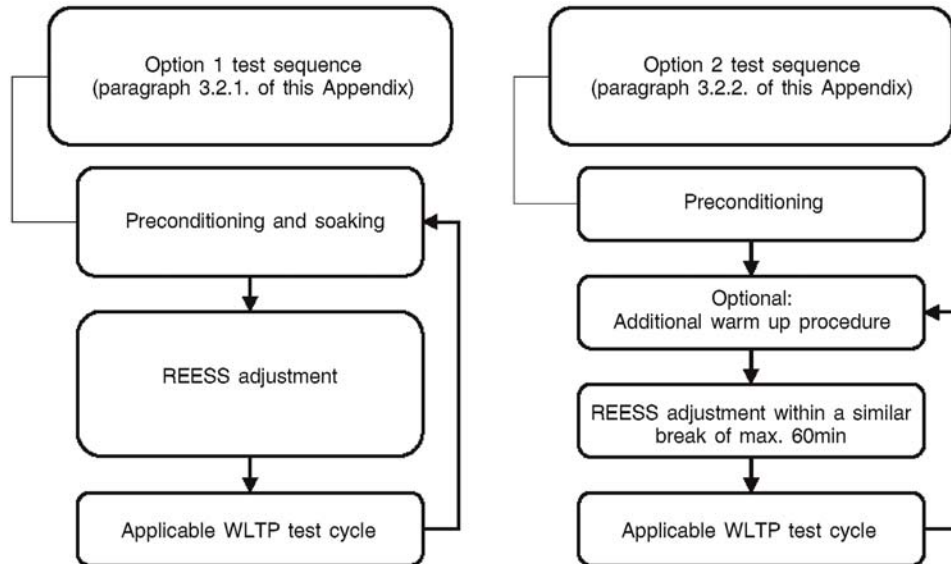 Option 1 test sequence
(paragraph 3.2.1. of this Appendix)
Preconditioning and soaking
REESS adjustment
Applicable WLTP test cycle
Option 2 test sequence
(paragraph 3.2.2. of this Appendix)
Preconditioning
Optional:
Additional warm up procedure
REESS adjustment within a similar
break of max. 60min
Applicable WLTP test cycle